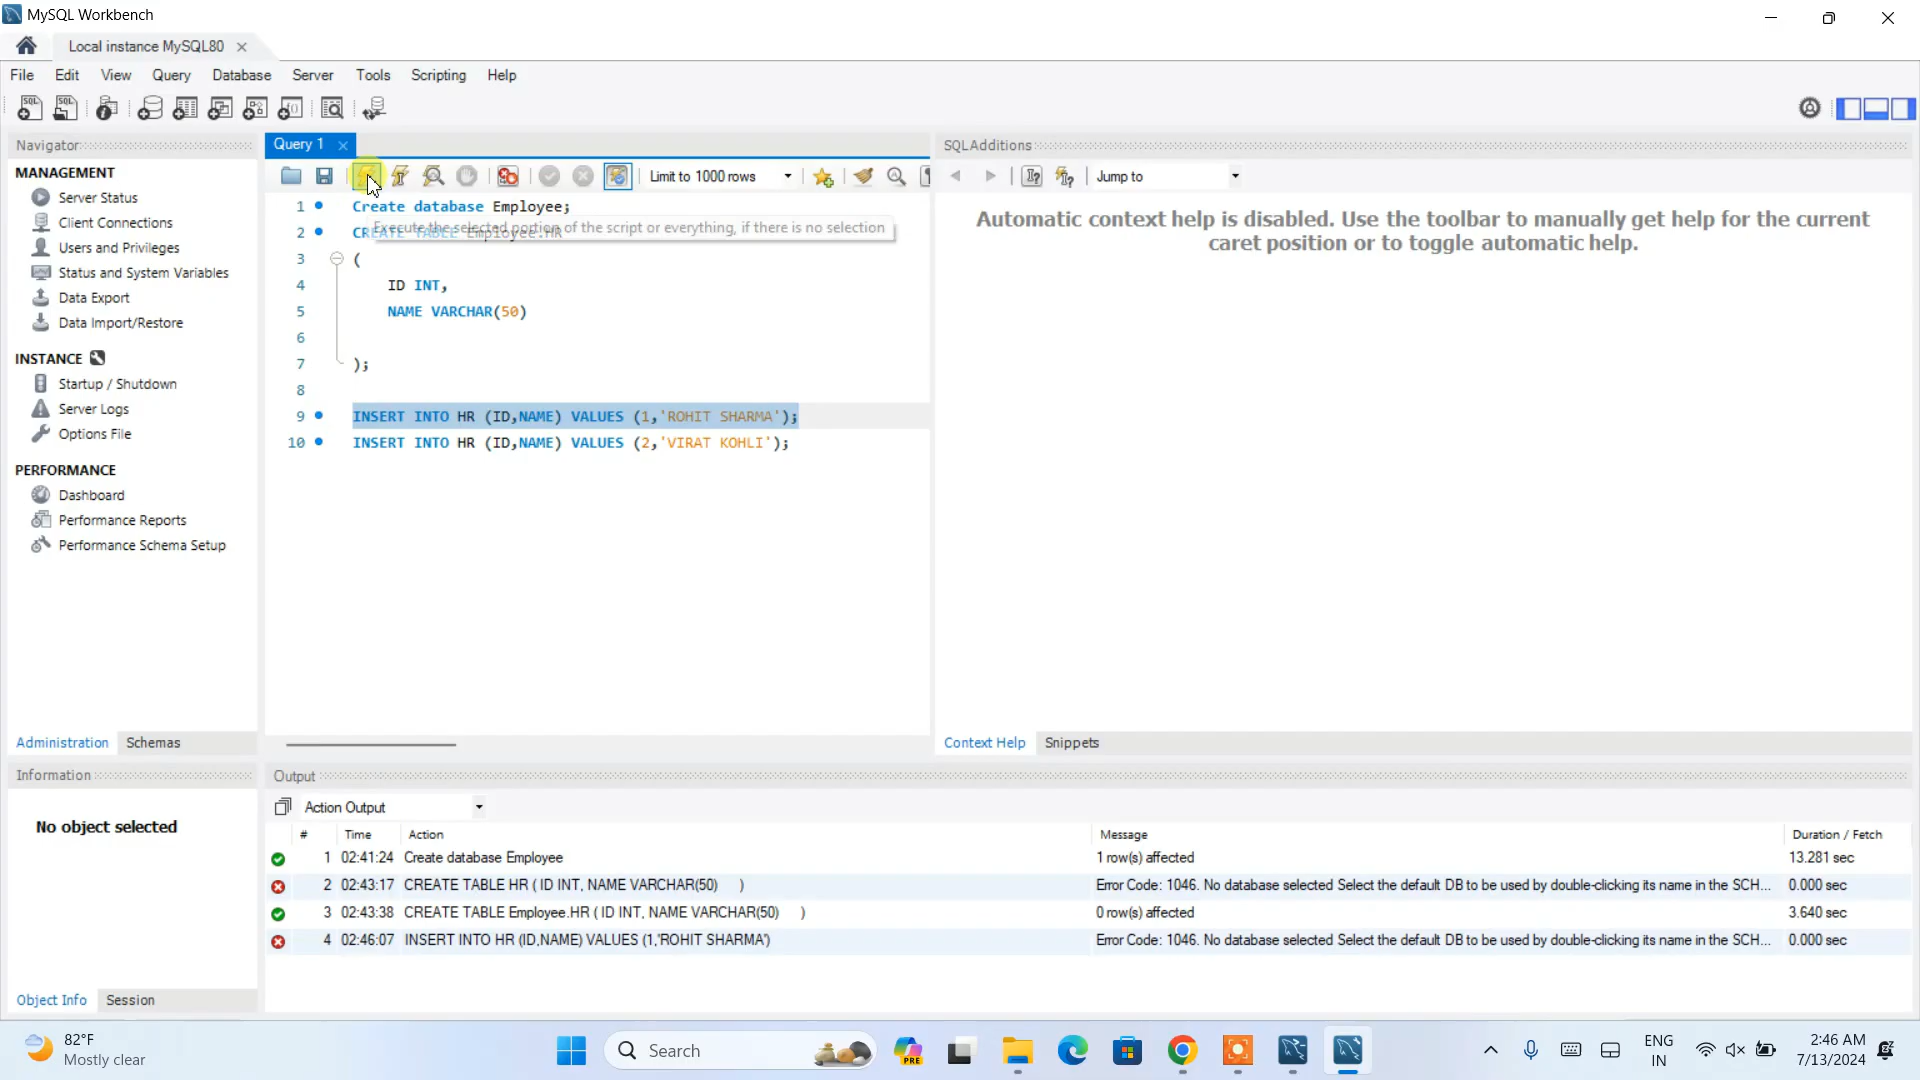 MySQL Workbench
Local instance MySQL80
File Edit View Query Database Server Tools Scripting Help
Navigator
MANAGEMENT
Server Status
Client Connections
Users and Privileges
Status and System Variables
Data Export
Data Import/Restore
INSTANCE
Startup / Shutdown
Server Logs
Options File
PERFORMANCE
Dashboard
Performance Reports
Performance Schema Setup
Administration Schemas
Query 1
Limit to 1000 rows
1 Create database Employee;
Execute the selected portion of the script or everything, if there is no selection
2 CREATE TABLE Employee.HR
3 (
4 ID INT,
5 NAME VARCHAR(50)
6
7 );
8
9 INSERT INTO HR (ID,NAME) VALUES (1,'ROHIT SHARMA');
10 INSERT INTO HR (ID,NAME) VALUES (2,'VIRAT KOHLI');
SQLAdditions
Jump to
Automatic context help is disabled. Use the toolbar to manually get help for the current
caret position or to toggle automatic help.
Context Help Snippets
Information
No object selected
Object Info Session
Output
Action Output
# Time Action Message Duration / Fetch
1 02:41:24 Create database Employee 1 row(s) affected 13.281 sec
2 02:43:17 CREATE TABLE HR ( ID INT, NAME VARCHAR(50) ) Error Code: 1046. No database selected Select the default DB to be used by double-clicking its name in the SCH... 0.000 sec
3 02:43:38 CREATE TABLE Employee.HR ( ID INT, NAME VARCHAR(50) ) 0 row(s) affected 3.640 sec
4 02:46:07 INSERT INTO HR (ID,NAME) VALUES (1,'ROHIT SHARMA') Error Code: 1046. No database selected Select the default DB to be used by double-clicking its name in the SCH... 0.000 sec
82°F
Mostly clear
Search
PRE
ENG
IN
2:46 AM
7/13/2024